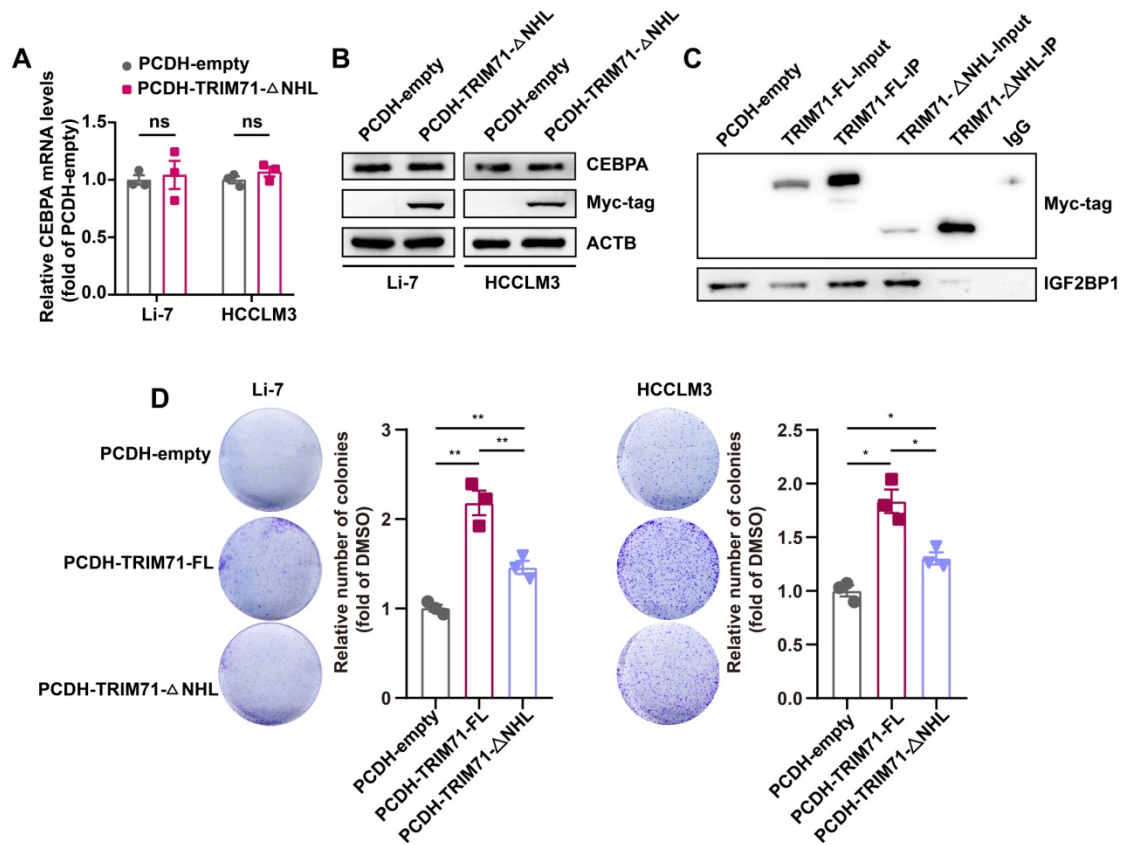 A
PCDH-empty
PCDH-TRIM71-△NHL
Relative CEBPA mRNA levels
(fold of PCDH-empty)
1.5
1.0
0.5
0.0
ns
ns
Li-7
HCCLM3
B
PCDH-empty
PCDH-TRIM71-△NHL
PCDH-empty
PCDH-TRIM71-△NHL
CEBPA
Myc-tag
ACTB
Li-7
HCCLM3
C
PCDH-empty
TRIM71-FL-Input
TRIM71-FL-IP
TRIM71-△NHL-Input
TRIM71-△NHL-IP
IgG
Myc-tag
IGF2BP1
D
Li-7
PCDH-empty
PCDH-TRIM71-FL
PCDH-TRIM71-△NHL
Relative number of colonies
(fold of DMSO)
3
2
1
0
**
**
**
PCDH-empty
PCDH-TRIM71-FL
PCDH-TRIM71-△NHL
HCCLM3
Relative number of colonies
(fold of DMSO)
2.5
2.0
1.5
1.0
0.5
0.0
*
*
*
PCDH-empty
PCDH-TRIM71-FL
PCDH-TRIM71-△NHL